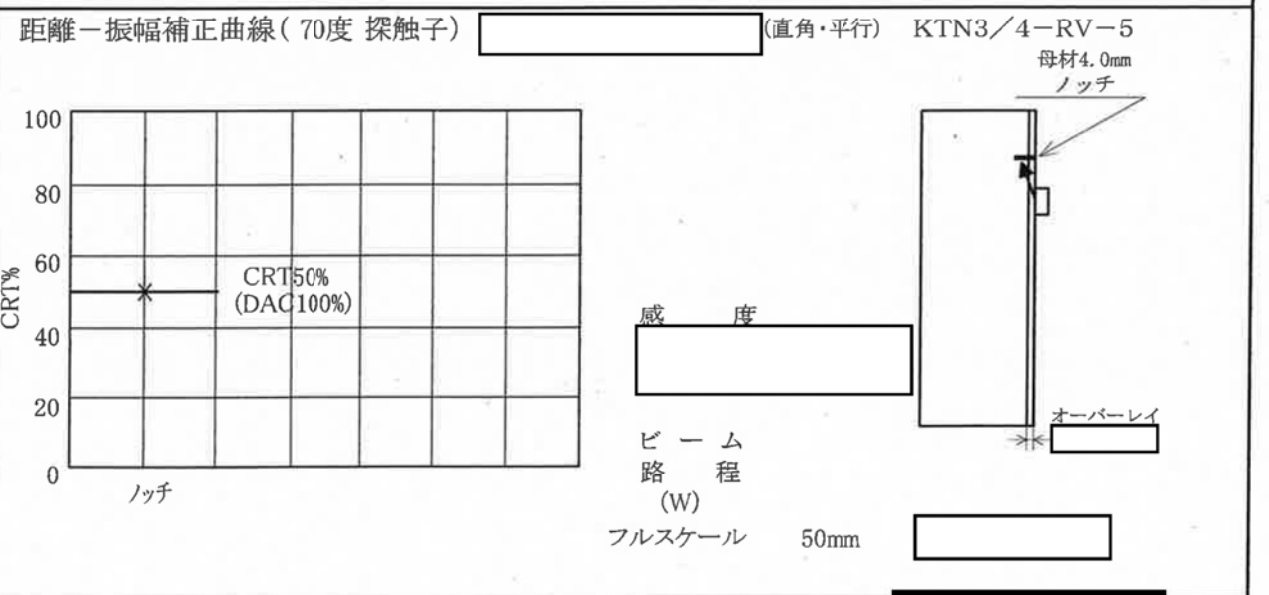 距離－振幅補正曲線( 70度 探触子) (直角・平行) KTN3／4－RV－5
母材4.0mm
ノッチ
100
80
60
CRT%
CRT50%
(DAC100%)
40
20
0
ノッチ
感 度
オーバーレイ
ビ ー ム
路 程
(W)
フルスケール 50mm